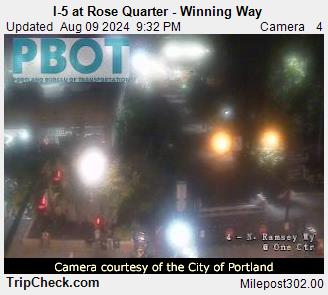 I-5 at Rose Quarter - Winning Way
Updated Aug 09 2024 9:32 PM Camera 4
PBOT
PORTLAND BUREAU OF TRANSPORTATION
4 - N. Ramsey Wy
@ One Ctr
Camera courtesy of the City of Portland
TripCheck.com Milepost302.00